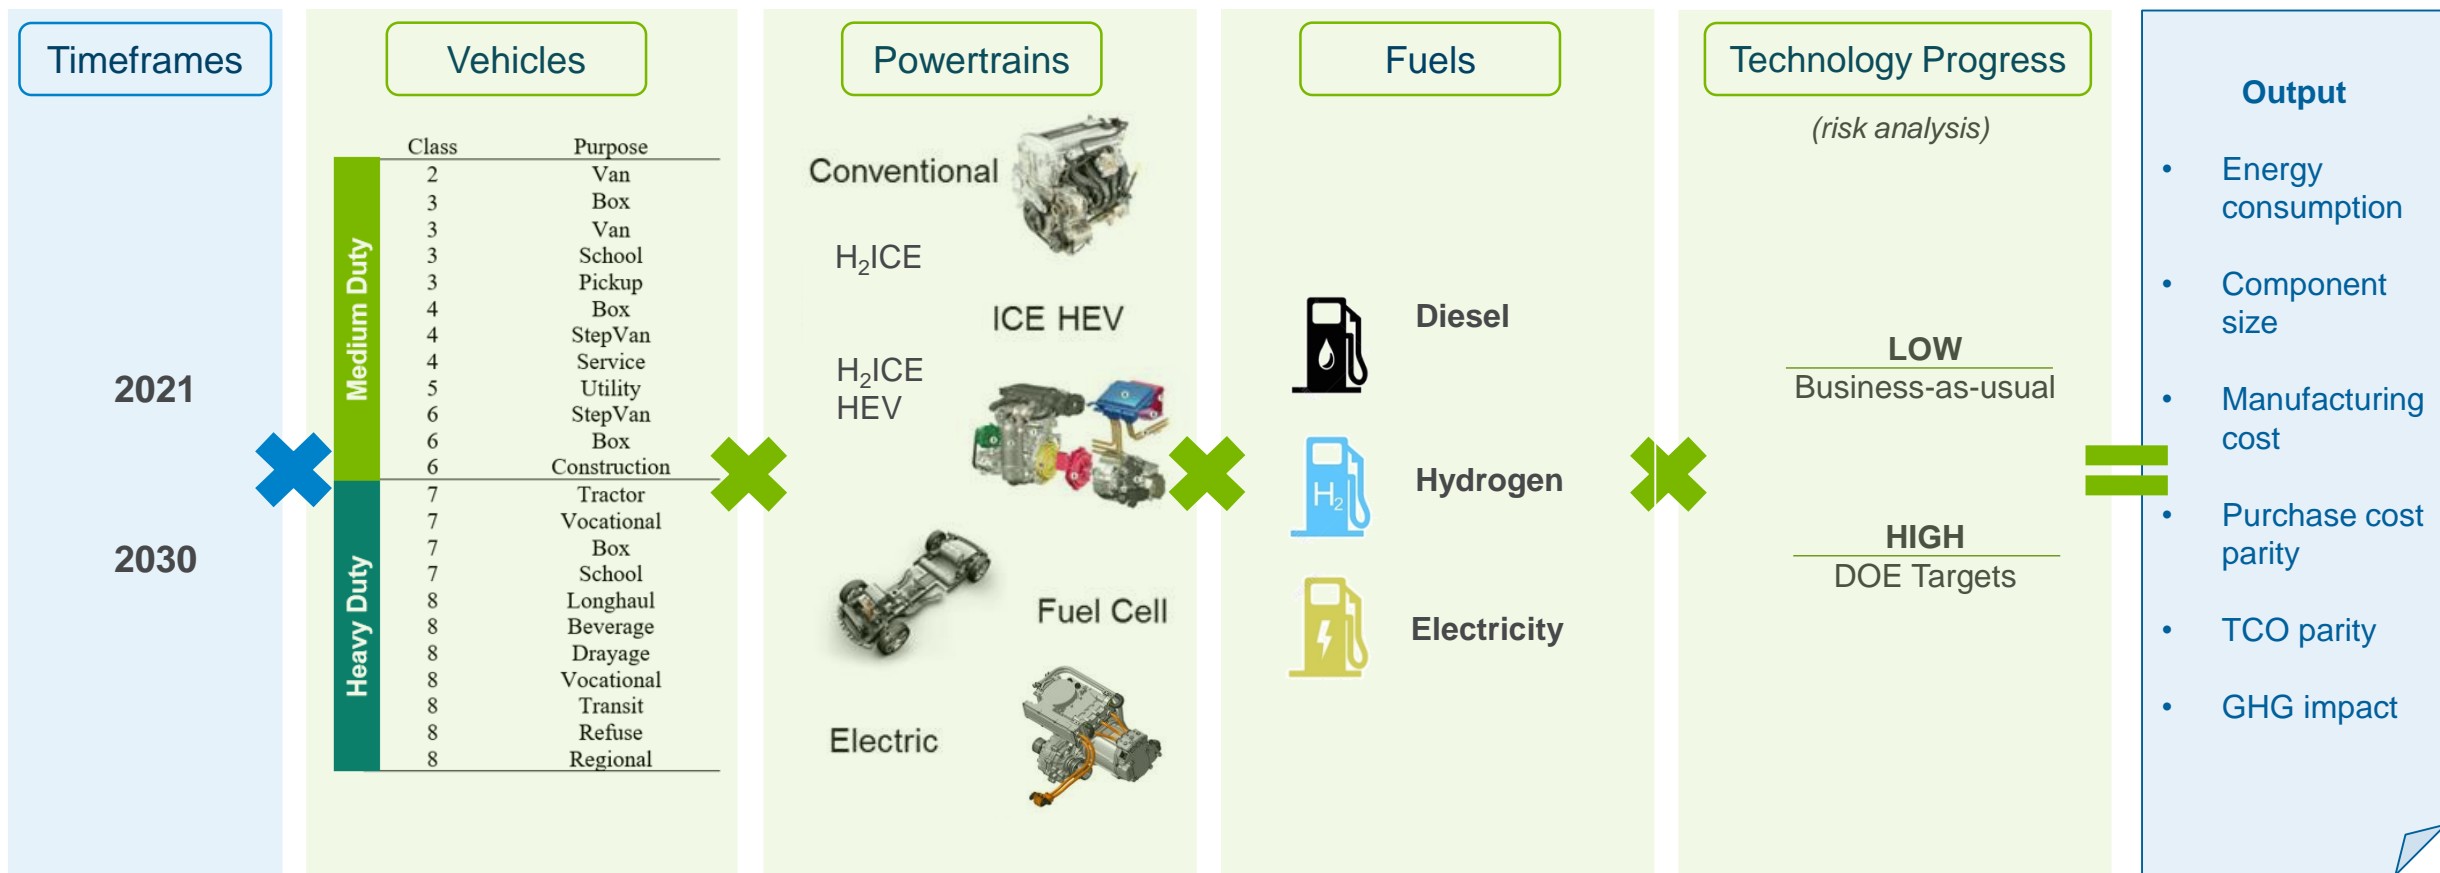 Timeframes
2021
2030
Vehicles
Class Purpose
Medium Duty
2 Van
3 Box
3 Van
3 School
3 Pickup
4 Box
4 StepVan
4 Service
5 Utility
6 StepVan
6 Box
6 Construction
Heavy Duty
7 Tractor
7 Vocational
7 Box
7 School
8 Longhaul
8 Beverage
8 Drayage
8 Vocational
8 Transit
8 Refuse
8 Regional
Powertrains
Conventional
H₂ICE
ICE HEV
H₂ICE
HEV
Fuel Cell
Electric
Fuels
Diesel
H₂
Hydrogen
Electricity
Technology Progress
(risk analysis)
LOW
Business-as-usual
HIGH
DOE Targets
Output
• Energy
consumption
• Component
size
• Manufacturing
cost
• Purchase cost
parity
• TCO parity
• GHG impact